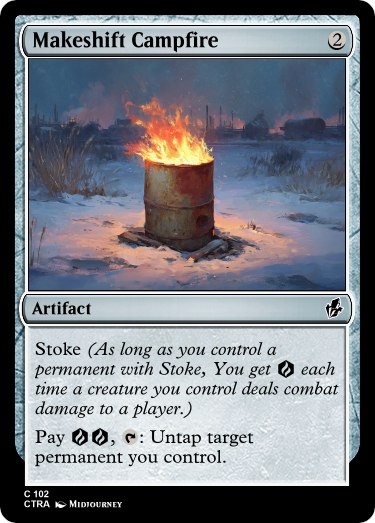 Makeshift Campfire 2
Artifact
Stoke (As long as you control a
permanent with Stoke, You get each
time a creature you control deals combat
damage to a player.)
Pay , : Untap target
permanent you control.
C 102
CTRA Midjourney